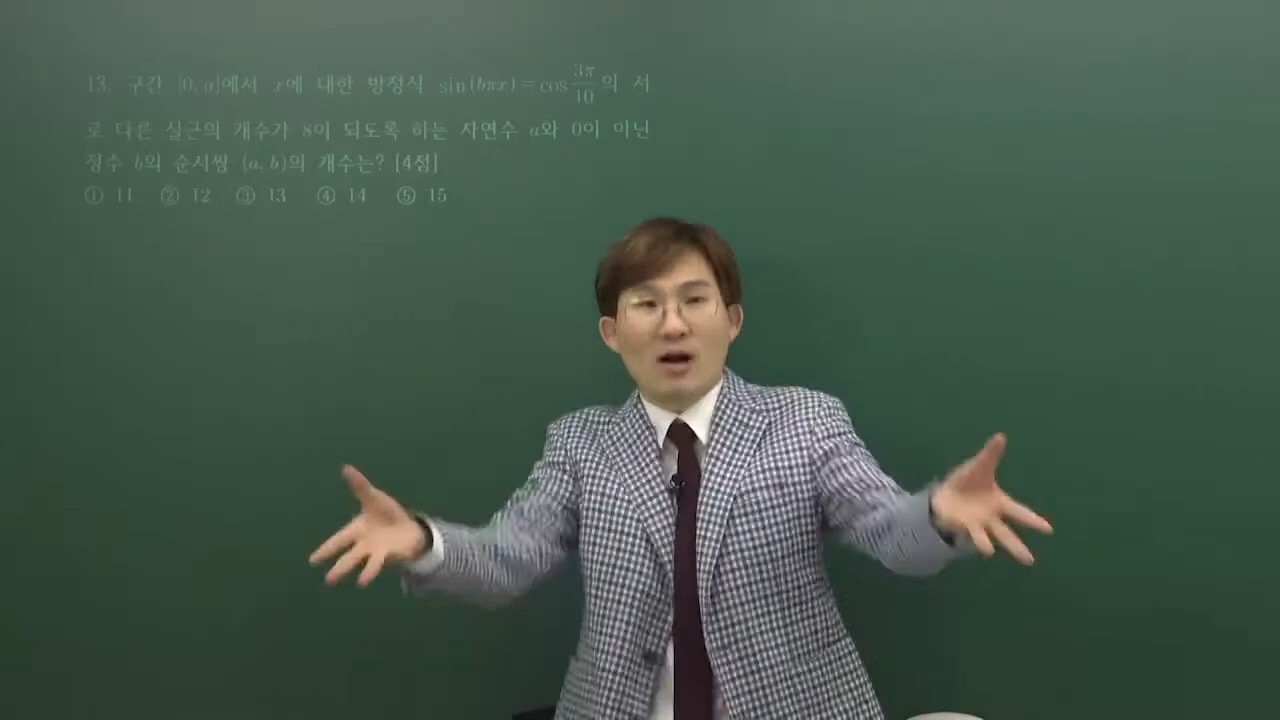 13. 구간 [0, a]에서 x에 대한 방정식 sin(bπx)=cos 3π/10 의 서
로 다른 실근의 개수가 8이 되도록 하는 자연수 a와 0이 아닌
정수 b의 순서쌍 (a, b)의 개수는? [4점]
① 11 ② 12 ③ 13 ④ 14 ⑤ 15